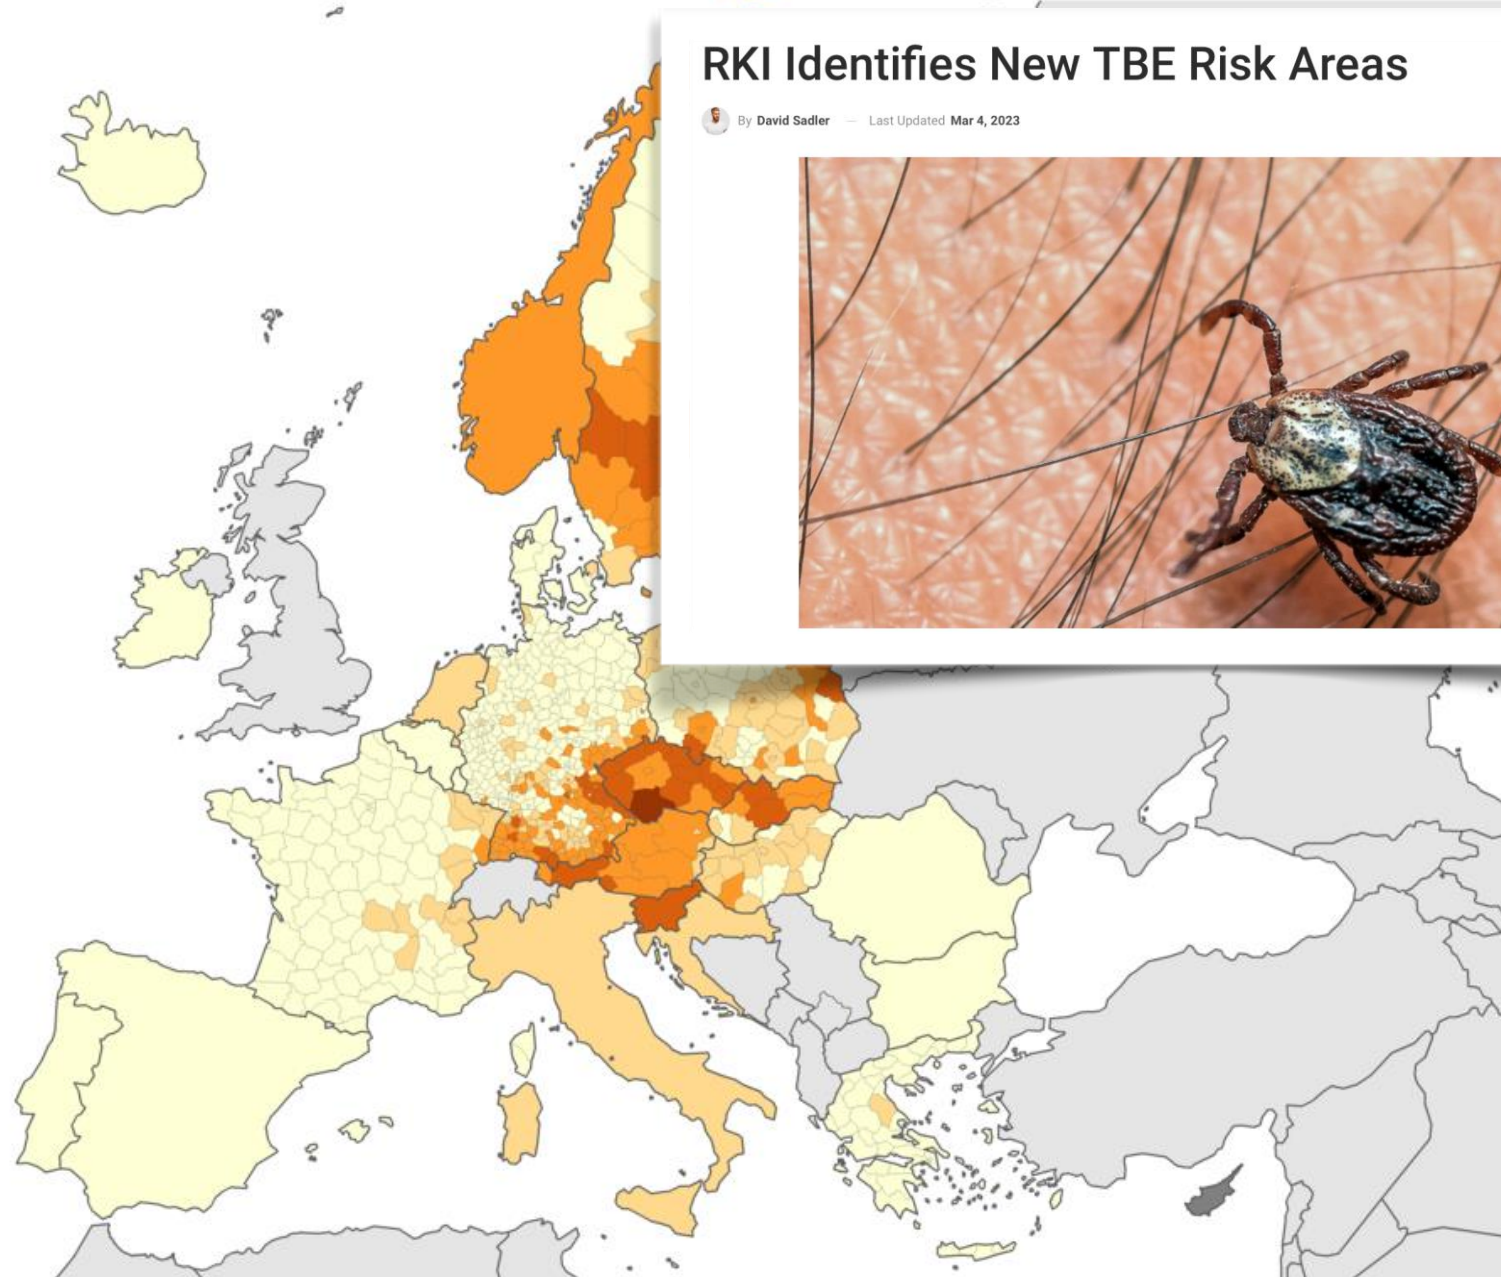 RKI Identifies New TBE Risk Areas
By David Sadler — Last Updated Mar 4, 2023